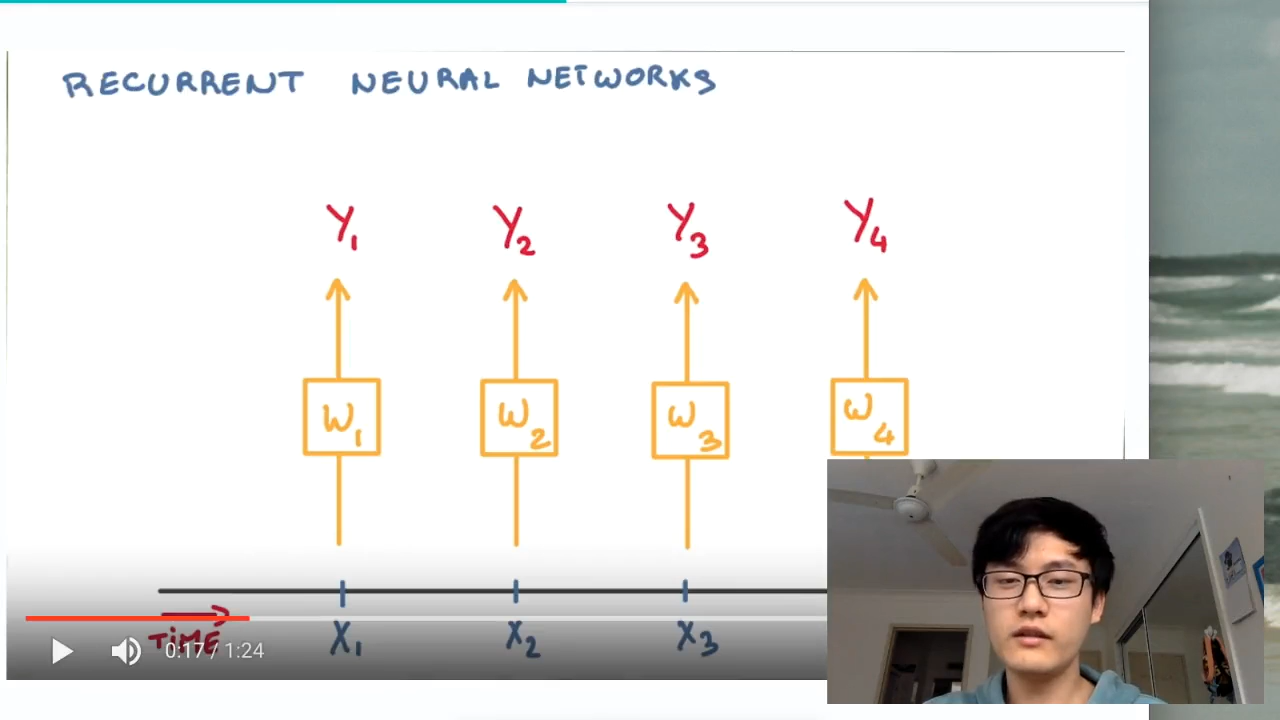 RECURRENT NEURAL NETWORKS
Y1 Y2 Y3 Y4
W1 W2 W3 W4
TIME
X1 X2 X3
0:17 / 1:24